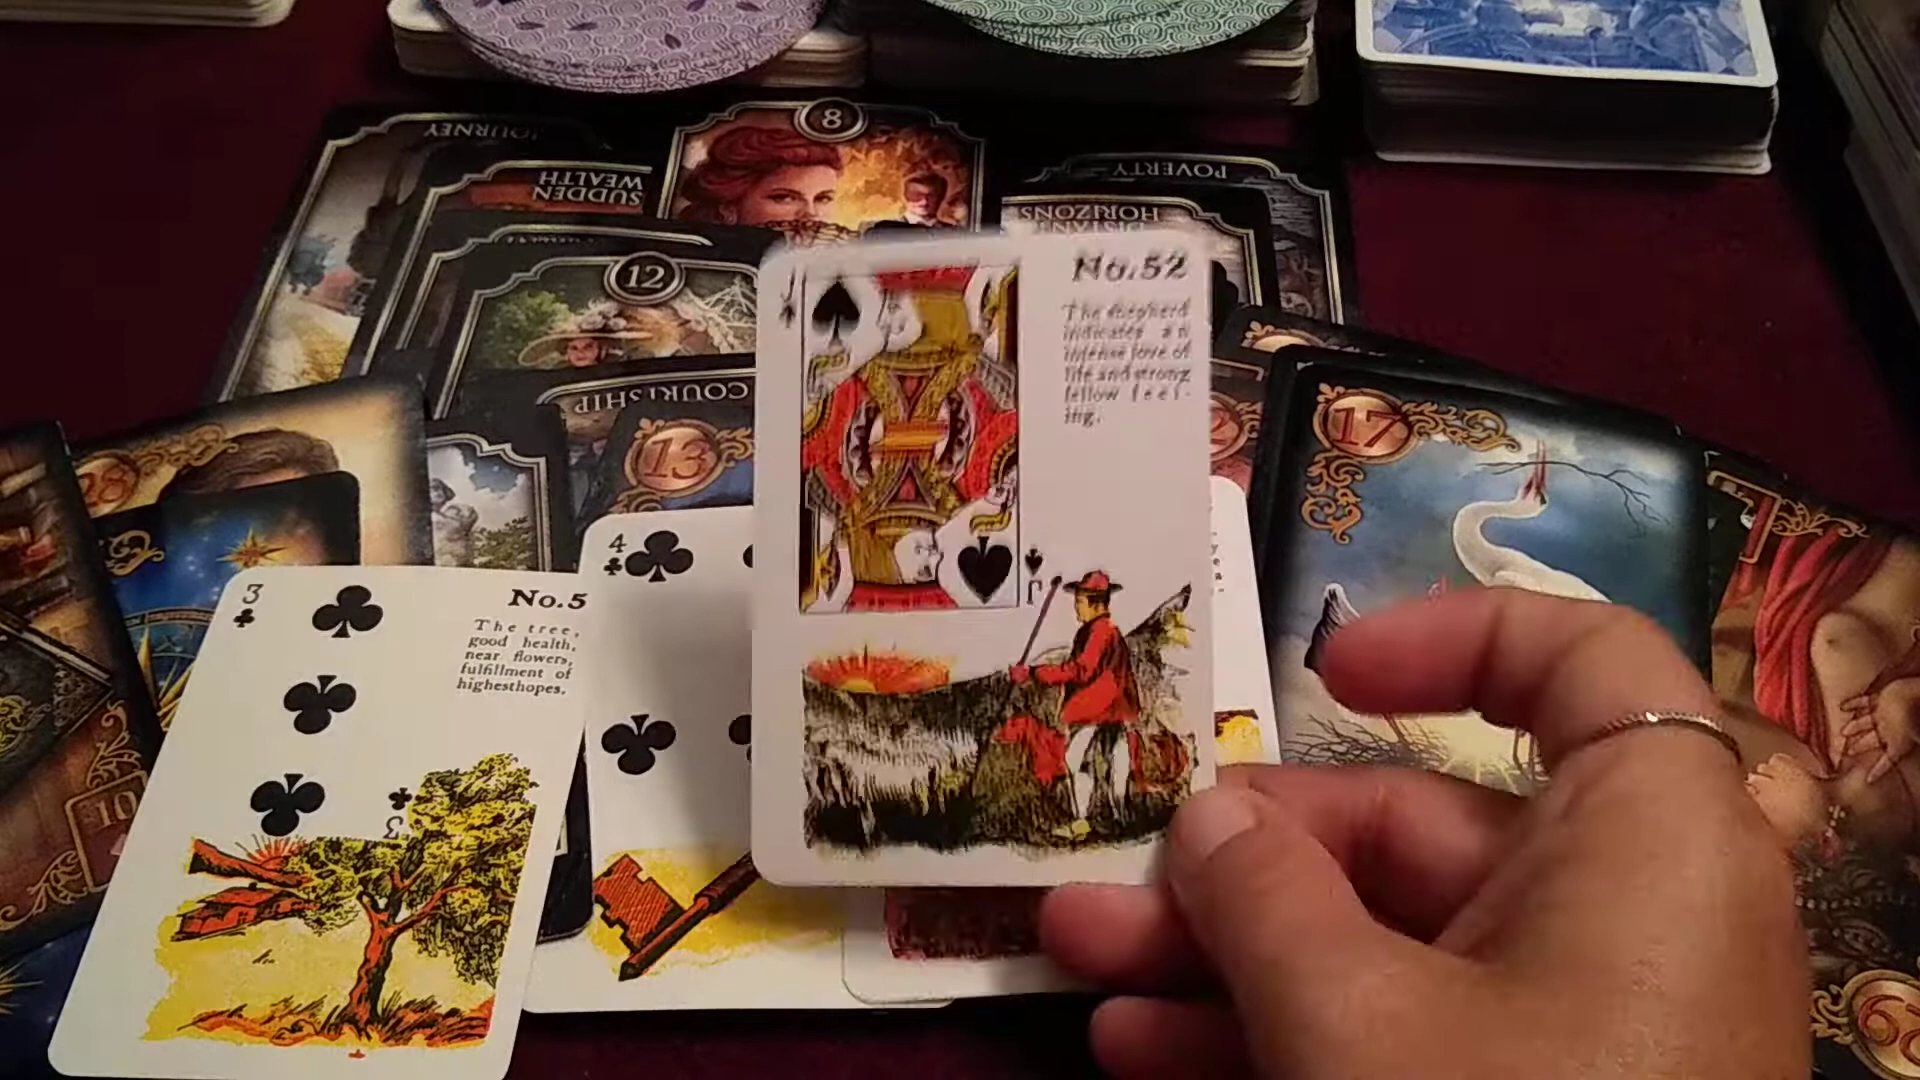 JOURNEY
8
SUDDEN
WEALTH
POVERTY
HORIZONS
12
COURTSHIP
13
28
17
10
No.52
The shepherd
indicates an
intense love of
life and strong
fellow feel-
ing.
J
J
3
No.5
The tree,
good health,
near flowers,
fulfillment of
highesthopes.
3
4